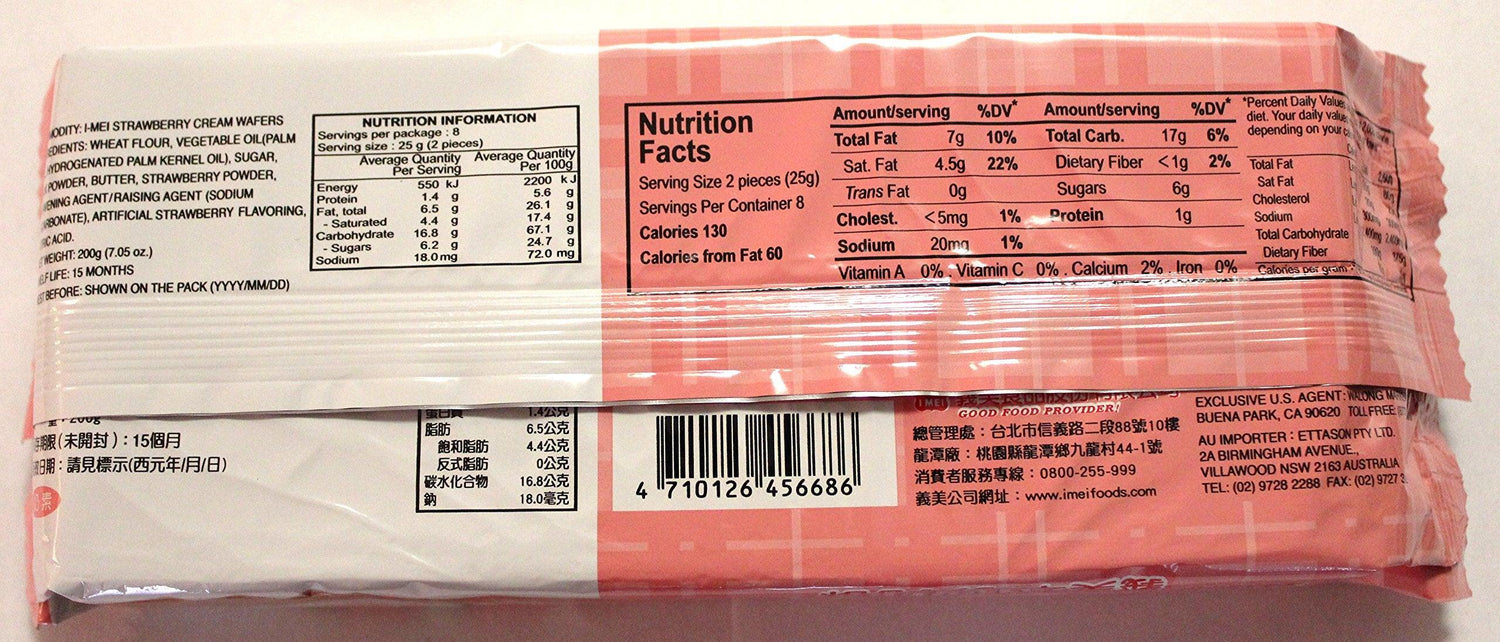 I-MEI STRAWBERRY CREAM WAFERS
WHEAT FLOUR, VEGETABLE OIL(PALM
PALM KERNEL OIL), SUGAR,
POWDER, BUTTER, STRAWBERRY POWDER,
AGENT/RAISING AGENT (SODIUM
ARTIFICIAL STRAWBERRY FLAVORING,
ACID.
WEIGHT: 200g (7.05 oz.)
LIFE: 15 MONTHS
BEFORE: SHOWN ON THE PACK (YYYY/MM/DD)
NUTRITION INFORMATION
Servings per package : 8
Serving size : 25 g (2 pieces)
Average Quantity Average Quantity
Per Serving Per 100g
Energy 550 kJ 2200 kJ
Protein 1.4 g 5.6 g
Fat, total 6.5 g 26.1 g
- Saturated 4.4 g 17.4 g
Carbohydrate 16.8 g 67.1 g
- Sugars 6.2 g 24.7 g
Sodium 18.0 mg 72.0 mg
Nutrition
Facts
Serving Size 2 pieces (25g)
Servings Per Container 8
Calories 130
Calories from Fat 60
Amount/serving %DV* Amount/serving %DV*
Total Fat 7g 10% Total Carb. 17g 6%
Sat. Fat 4.5g 22% Dietary Fiber <1g 2%
Trans Fat 0g Sugars 6g
Cholest. <5mg 1% Protein 1g
Sodium 20mg 1%
Vitamin A 0% . Vitamin C 0% . Calcium 2% . Iron 0%
*Percent Daily Values
diet. Your daily values
depending on your
Total Fat
Sat Fat
Cholesterol
Sodium
Total Carbohydrate
Dietary Fiber
Calories per gram
(未開封)：15個月
日期：請見標示(西元年/月/日)
蛋白質 1.4公克
脂肪 6.5公克
飽和脂肪 4.4公克
反式脂肪 0公克
碳水化合物 16.8公克
鈉 18.0毫克
4 710126 456686
IMEI
GOOD FOOD PROVIDER!
總管理處：台北市信義路二段88號10樓
龍潭廠：桃園縣龍潭鄉九龍村44-1號
消費者服務專線：0800-255-999
義美公司網址：www.imeifoods.com
EXCLUSIVE U.S. AGENT: WALONG
BUENA PARK, CA 90620 TOLL FREE:
AU IMPORTER : ETTASON PTY LTD.
2A BIRMINGHAM AVENUE.,
VILLAWOOD NSW 2163 AUSTRALIA
TEL: (02) 9728 2288 FAX: (02) 9727